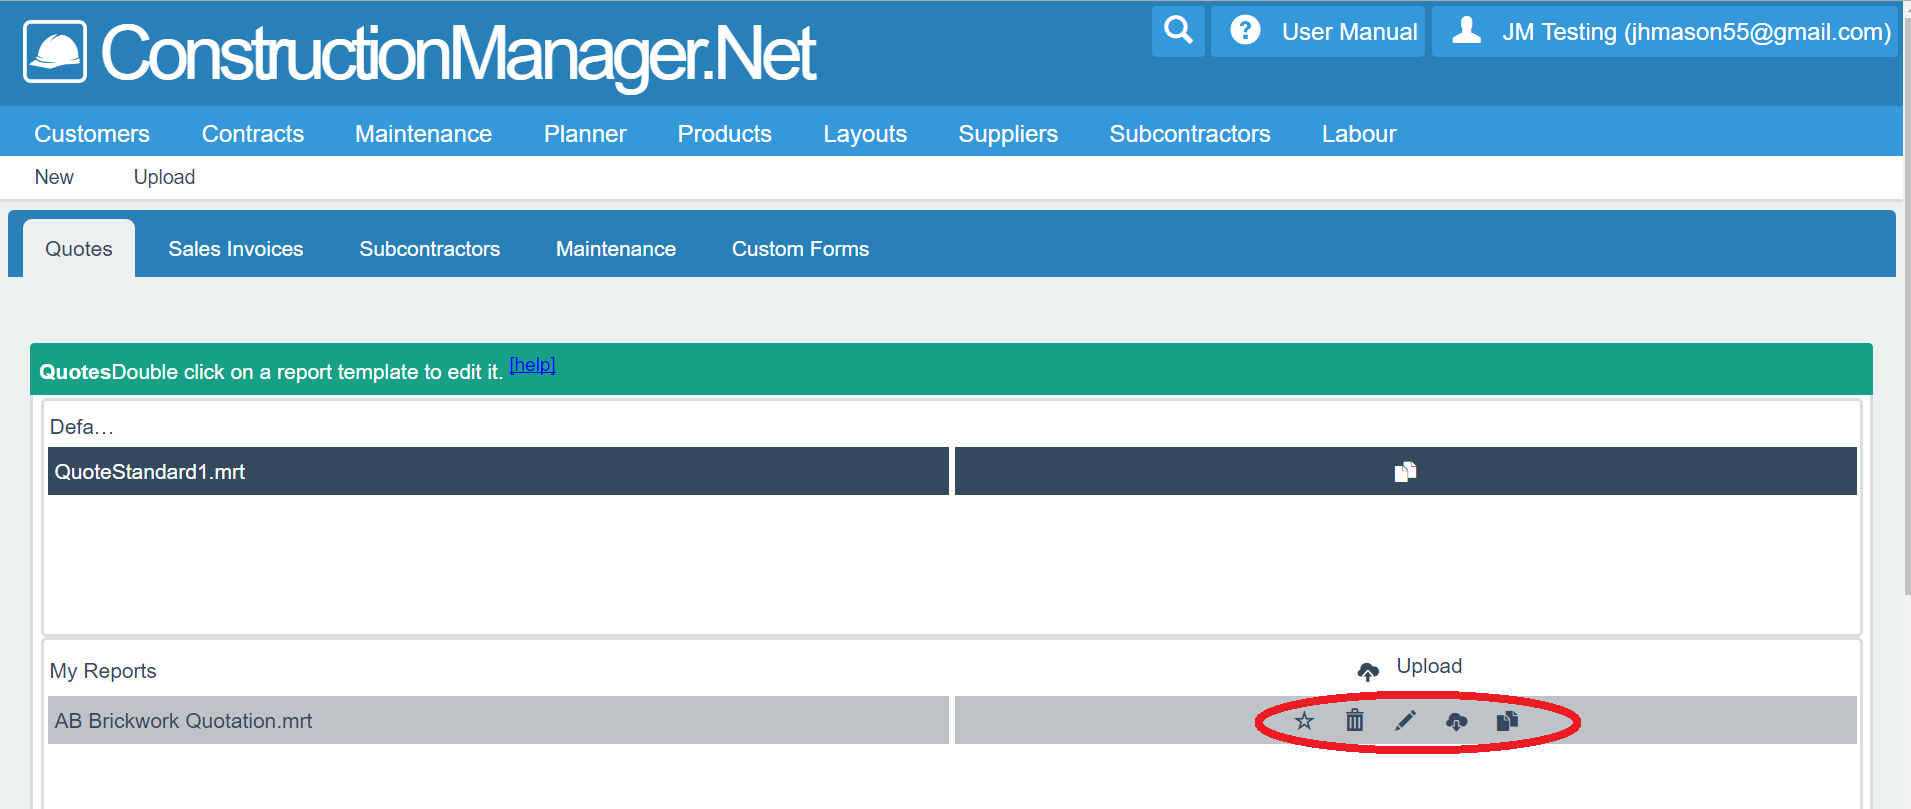 ConstructionManager.Net
User Manual
JM Testing (jhmason55@gmail.com)
Customers Contracts Maintenance Planner Products Layouts Suppliers Subcontractors Labour
New Upload
Quotes Sales Invoices Subcontractors Maintenance Custom Forms
QuotesDouble click on a report template to edit it. [help]
Defa...
QuoteStandard1.mrt
My Reports Upload
AB Brickwork Quotation.mrt